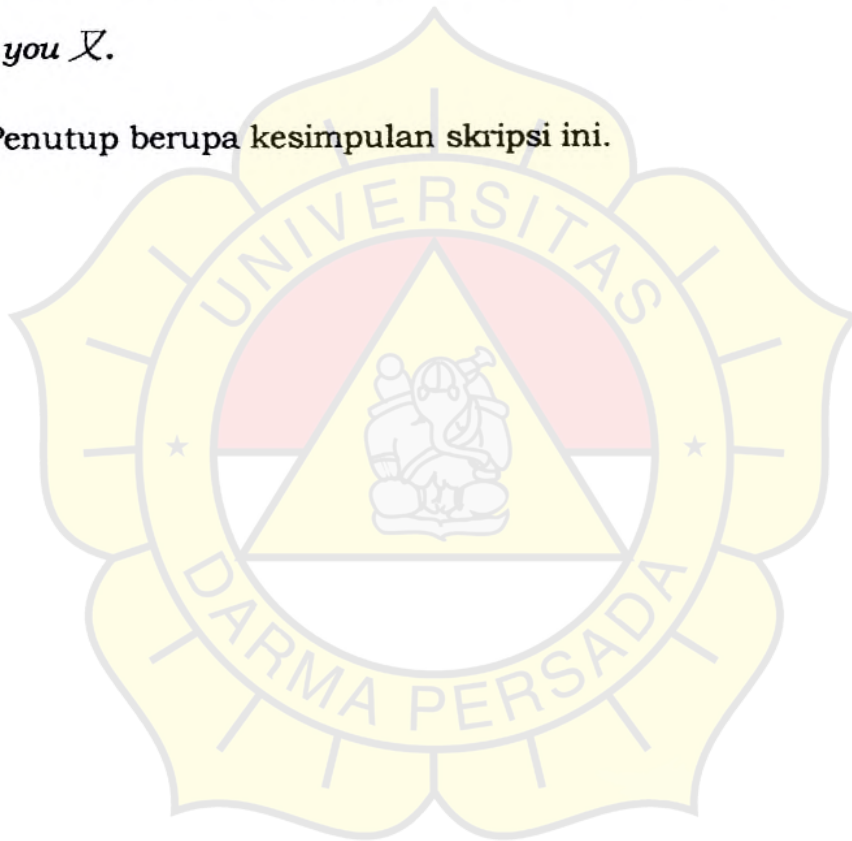 you 又.
Penutup berupa kesimpulan skripsi ini.
UNIVERSITAS
DARMA PERSADA